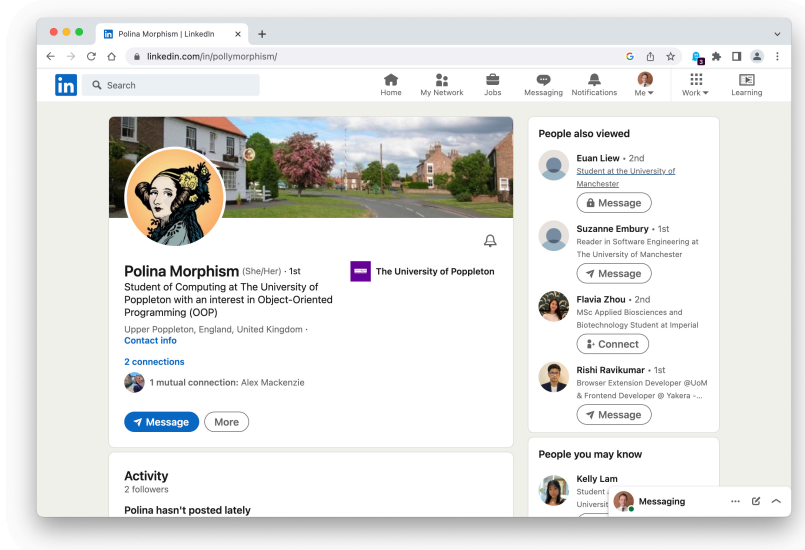 Polina Morphism | LinkedIn
linkedin.com/in/pollymorphism/
G
3
in
Search
Home
My Network
Jobs
Messaging
Notifications
Me
Work
Learning
Polina Morphism (She/Her) · 1st
Student of Computing at The University of
Poppleton with an interest in Object-Oriented
Programming (OOP)
Upper Poppleton, England, United Kingdom ·
Contact info
2 connections
1 mutual connection: Alex Mackenzie
Message
More
The University of Poppleton
Activity
2 followers
Polina hasn't posted lately
People also viewed
Euan Liew • 2nd
Student at the University of
Manchester
Message
Suzanne Embury • 1st
Reader in Software Engineering at
The University of Manchester
Message
Flavia Zhou • 2nd
MSc Applied Biosciences and
Biotechnology Student at Imperial
Connect
Rishi Ravikumar • 1st
Browser Extension Developer @UoM
& Frontend Developer @ Yakera -...
Message
People you may know
Kelly Lam
Student
Universit
Messaging